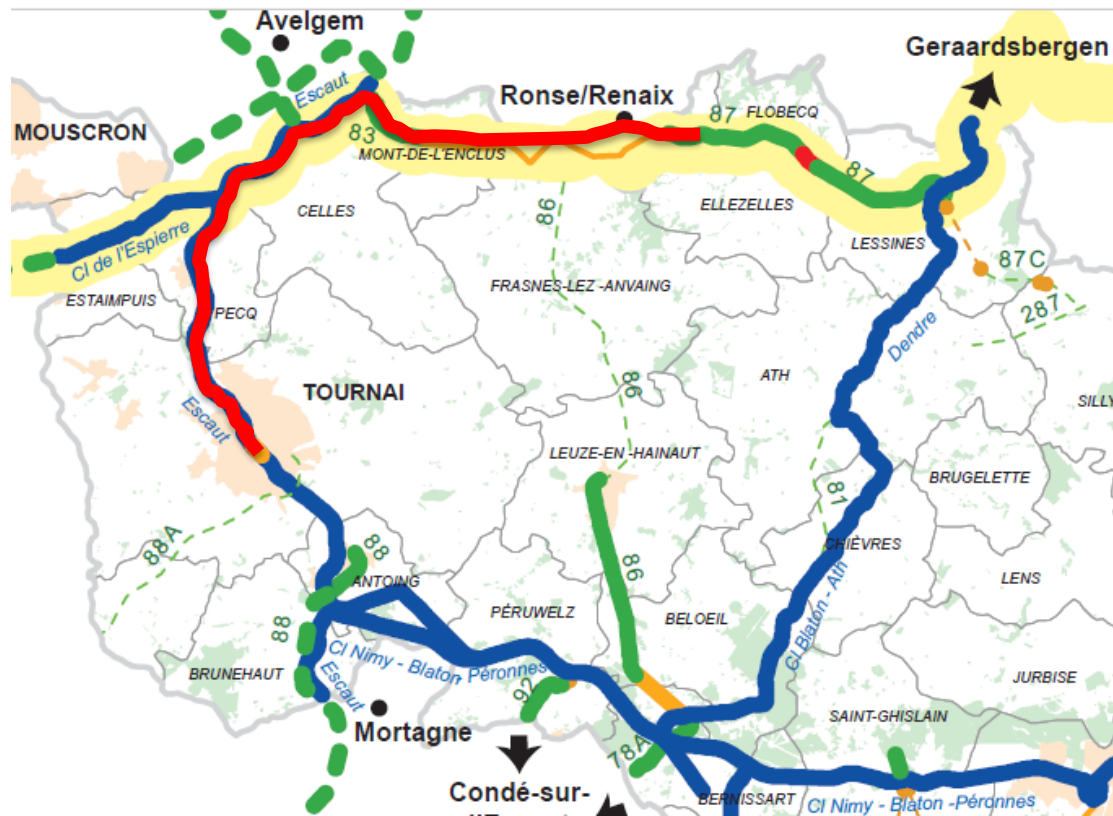 Avelgem
Geraardsbergen
Escaut
Ronse/Renaix
87
FLOBECQ
MOUSCRON
83
MONT-DE-L'ENCLUS
87
86
ELLEZELLES
CELLES
LESSINES
Cl de l'Espierre
87C
FRASNES-LEZ -ANVAING
ESTAIMPUIS
PECQ
287
Dendre
ATH
86
TOURNAI
SILLY
Escaut
LEUZE-EN -HAINAUT
BRUGELETTE
81
88A
88
CHIÈVRES
ANTOING
86
LENS
PÉRUWELZ
BELOEIL
88
Cl Blaton - Ath
Cl Nimy - Blaton-Péronnes
BRUNEHAUT
JURBISE
Escaut
92
SAINT-GHISLAIN
Mortagne
78A
Condé-sur-
BERNISSART
Cl Nimy - Blaton -Péronnes